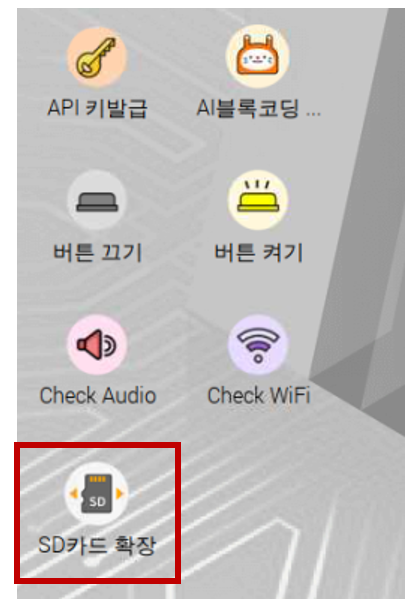 API 키발급
AI블록코딩 ...
버튼 끄기
버튼 켜기
Check Audio
Check WiFi
SD
SD카드 확장